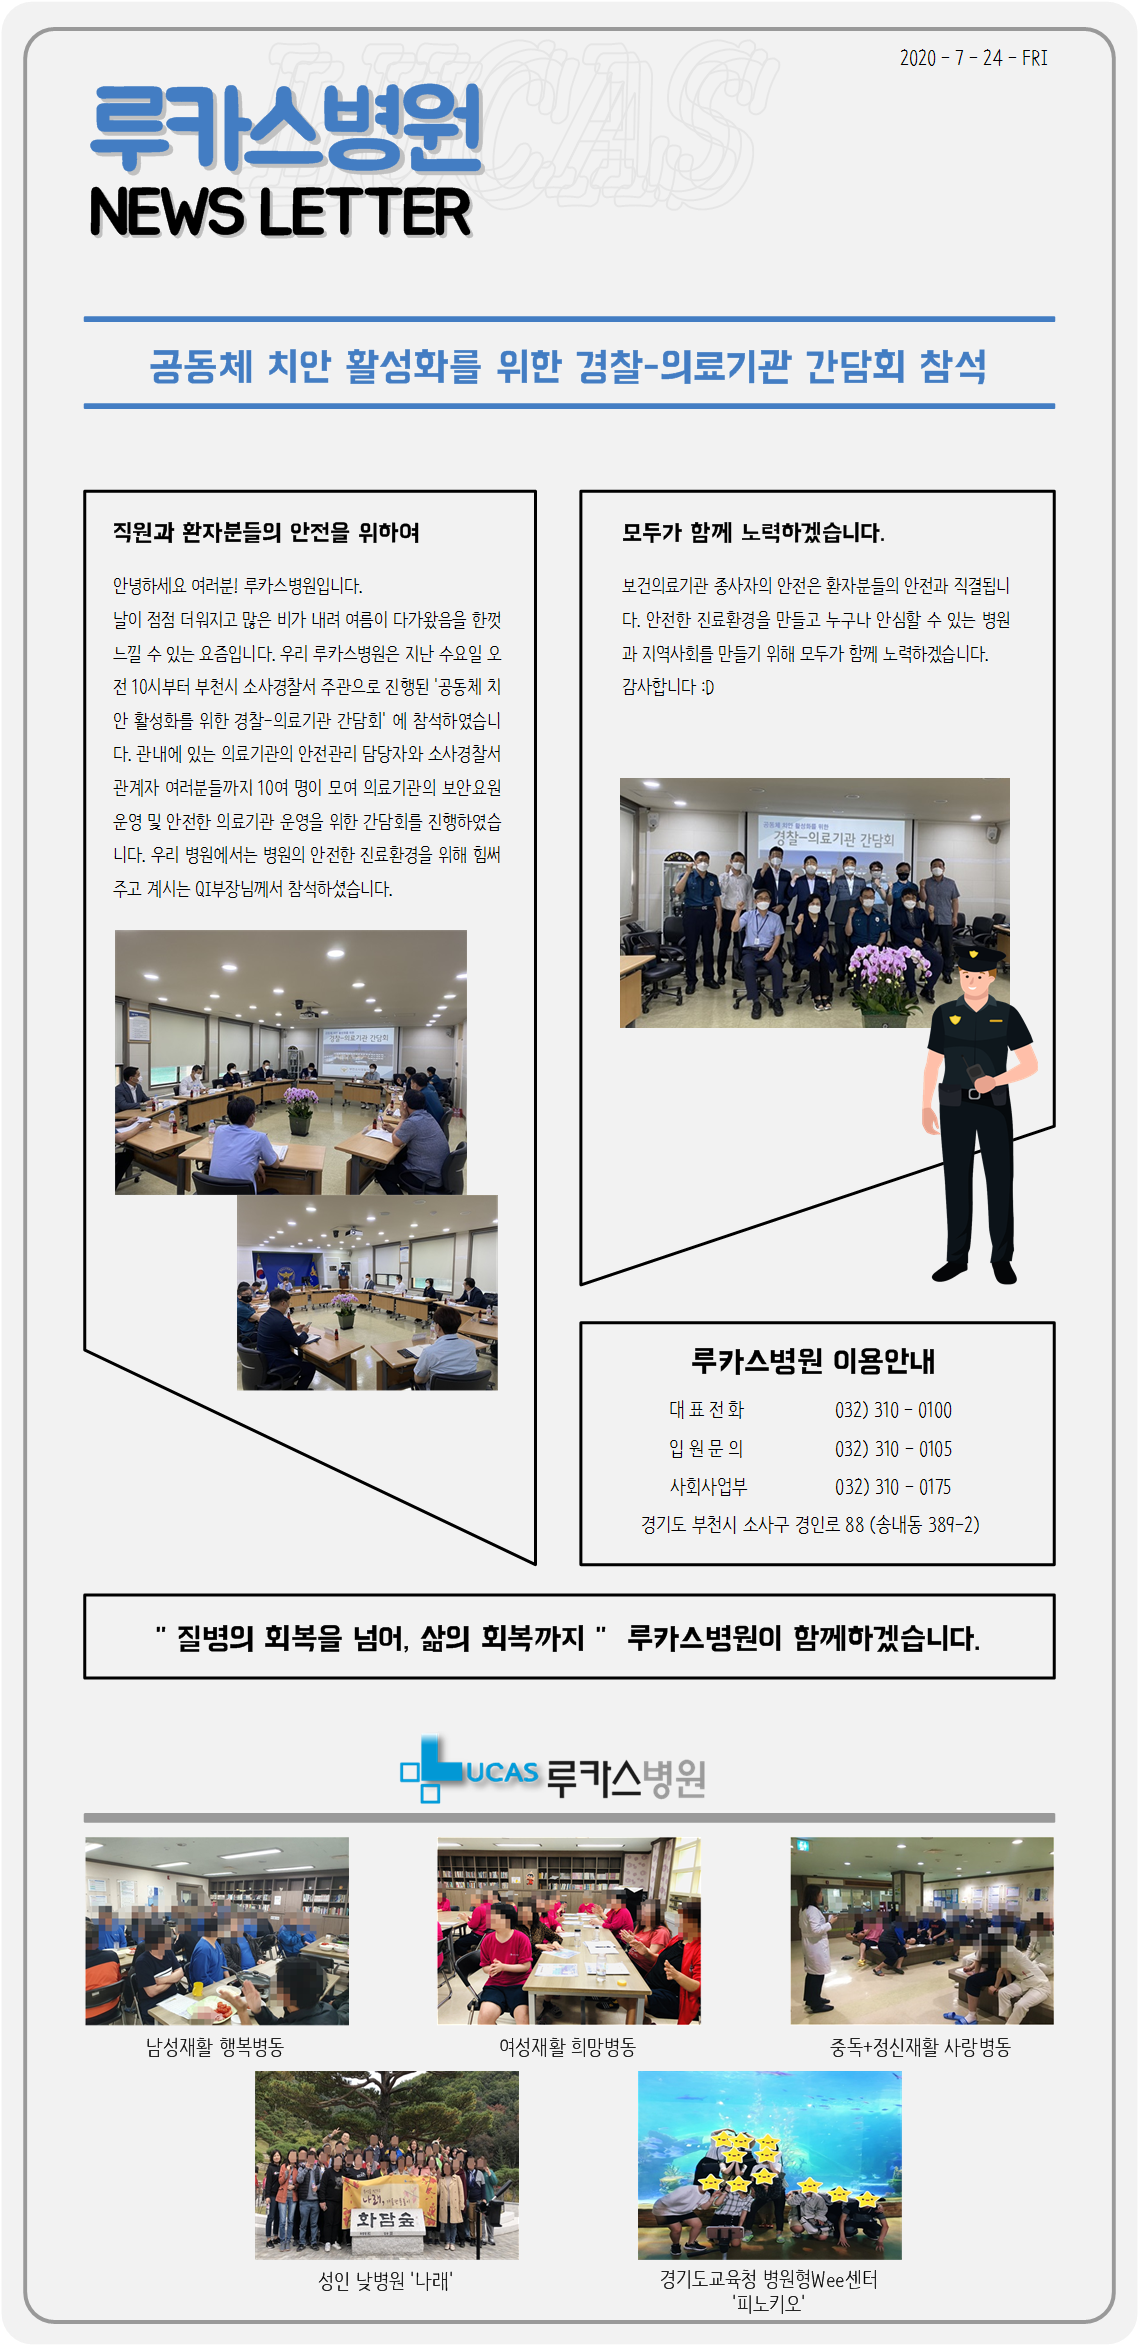 2020 - 7 - 24 - FRI
LUCAS
루카스병원
NEWS LETTER
공동체 치안 활성화를 위한 경찰-의료기관 간담회 참석
직원과 환자분들의 안전을 위하여
안녕하세요 여러분! 루카스병원입니다.
날이 점점 더워지고 많은 비가 내려 여름이 다가왔음을 한껏
느낄 수 있는 요즘입니다. 우리 루카스병원은 지난 수요일 오
전 10시부터 부천시 소사경찰서 주관으로 진행된 '공동체 치
안 활성화를 위한 경찰-의료기관 간담회' 에 참석하였습니
다. 관내에 있는 의료기관의 안전관리 담당자와 소사경찰서
관계자 여러분들까지 10여 명이 모여 의료기관의 보안요원
운영 및 안전한 의료기관 운영을 위한 간담회를 진행하였습
니다. 우리 병원에서는 병원의 안전한 진료환경을 위해 힘써
주고 계시는 QI부장님께서 참석하셨습니다.
경찰-의료기관 간담회
모두가 함께 노력하겠습니다.
보건의료기관 종사자의 안전은 환자분들의 안전과 직결됩니
다. 안전한 진료환경을 만들고 누구나 안심할 수 있는 병원
과 지역사회를 만들기 위해 모두가 함께 노력하겠습니다.
감사합니다 :D
공동체 치안 활성화를 위한
경찰-의료기관 간담회
루카스병원 이용안내
대 표 전 화 032) 310 - 0100
입 원 문 의 032) 310 - 0105
사회사업부 032) 310 - 0175
경기도 부천시 소사구 경인로 88 (송내동 389-2)
" 질병의 회복을 넘어, 삶의 회복까지 " 루카스병원이 함께하겠습니다.
LUCAS 루카스병원
남성재활 행복병동
여성재활 희망병동
중독+정신재활 사랑병동
나래
화담숲
성인 낮병원 '나래'
경기도교육청 병원형Wee센터
'피노키오'